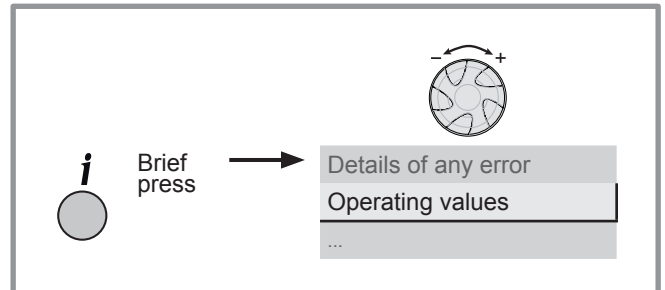 - +
i
Brief
press
Details of any error
Operating values
...